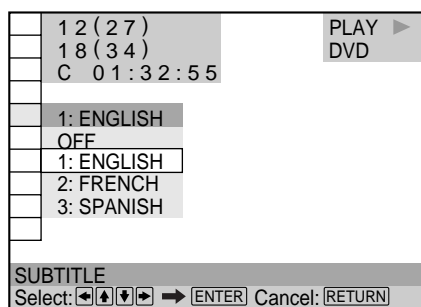 12(27)
PLAY ▶
18(34)
DVD
C 01:32:55
1: ENGLISH
OFF
1: ENGLISH
2: FRENCH
3: SPANISH
SUBTITLE
Select: ←↑↓→ ➡ ENTER Cancel: RETURN